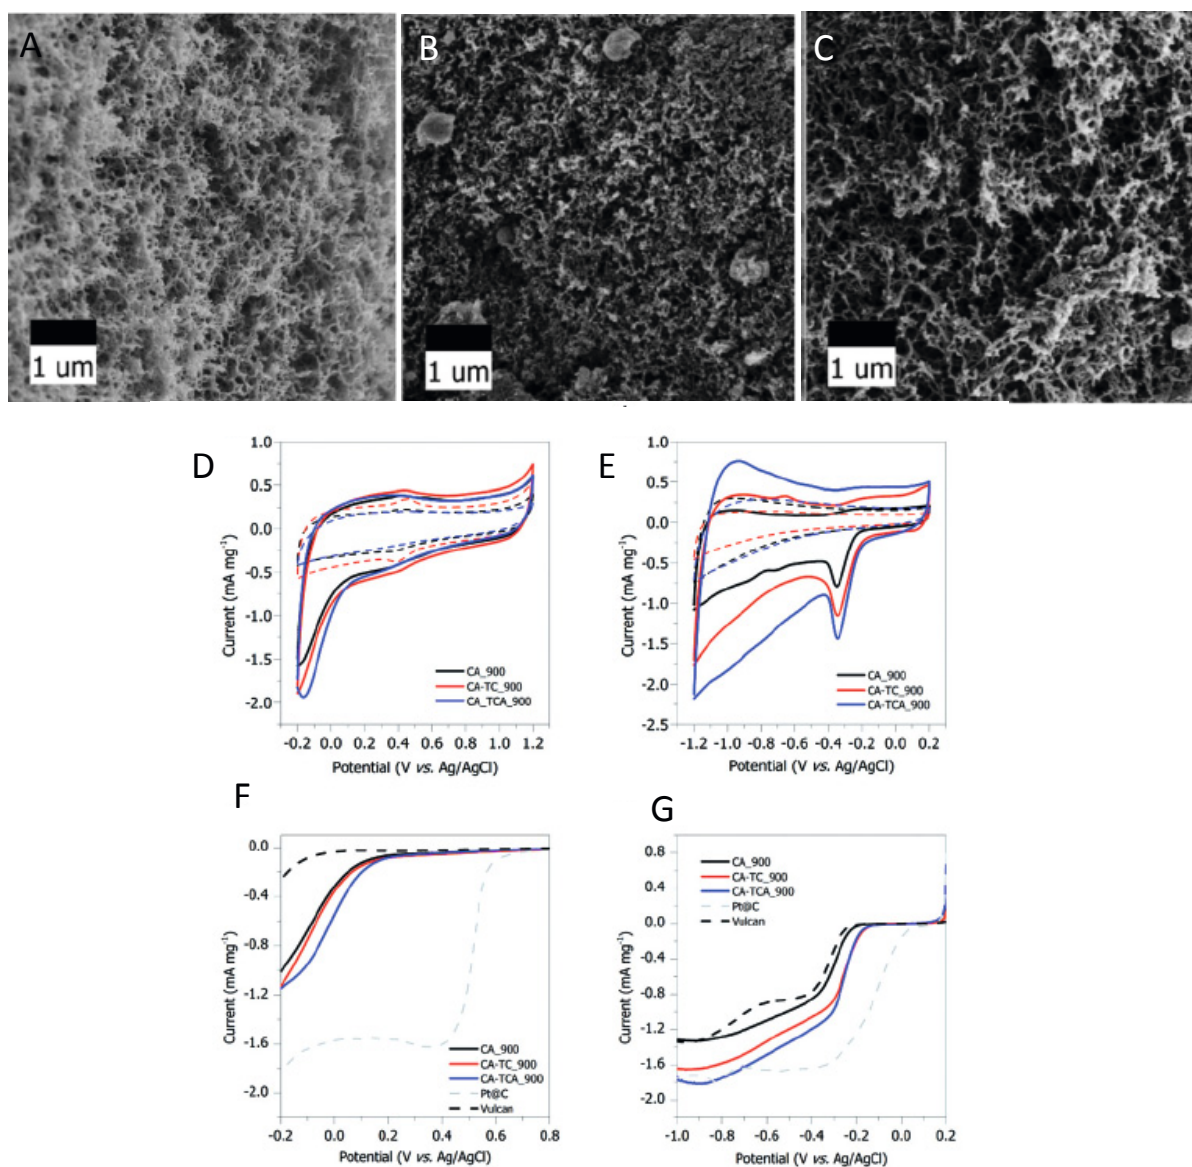 A
B
C
1 um
1 um
1 um
D
E
1.0
0.5
0.0
-0.5
-1.0
-1.5
-2.0
Current (mA mg-1)
CA_900
CA-TC_900
CA_TCA_900
-0.2 0.0 0.2 0.4 0.6 0.8 1.0 1.2
Potential (V vs. Ag/AgCl)
1.0
0.5
0.0
-0.5
-1.0
-1.5
-2.0
-2.5
Current (mA mg-1)
CA_900
CA-TC_900
CA-TCA_900
-1.2 -1.0 -0.8 -0.6 -0.4 -0.2 0.0 0.2
Potential (V vs. Ag/AgCl)
F
G
0.0
-0.4
-0.8
-1.2
-1.6
-2.0
Current (mA mg-1)
CA_900
CA-TC_900
CA-TCA_900
Pt@C
Vulcan
-0.2 0.0 0.2 0.4 0.6 0.8
Potential (V vs. Ag/AgCl)
0.8
0.4
0.0
-0.4
-0.8
-1.2
-1.6
-2.0
Current (mA mg-1)
CA_900
CA-TC_900
CA-TCA_900
Pt@C
Vulcan
-1.0 -0.8 -0.6 -0.4 -0.2 0.0 0.2
Potential (V vs. Ag/AgCl)